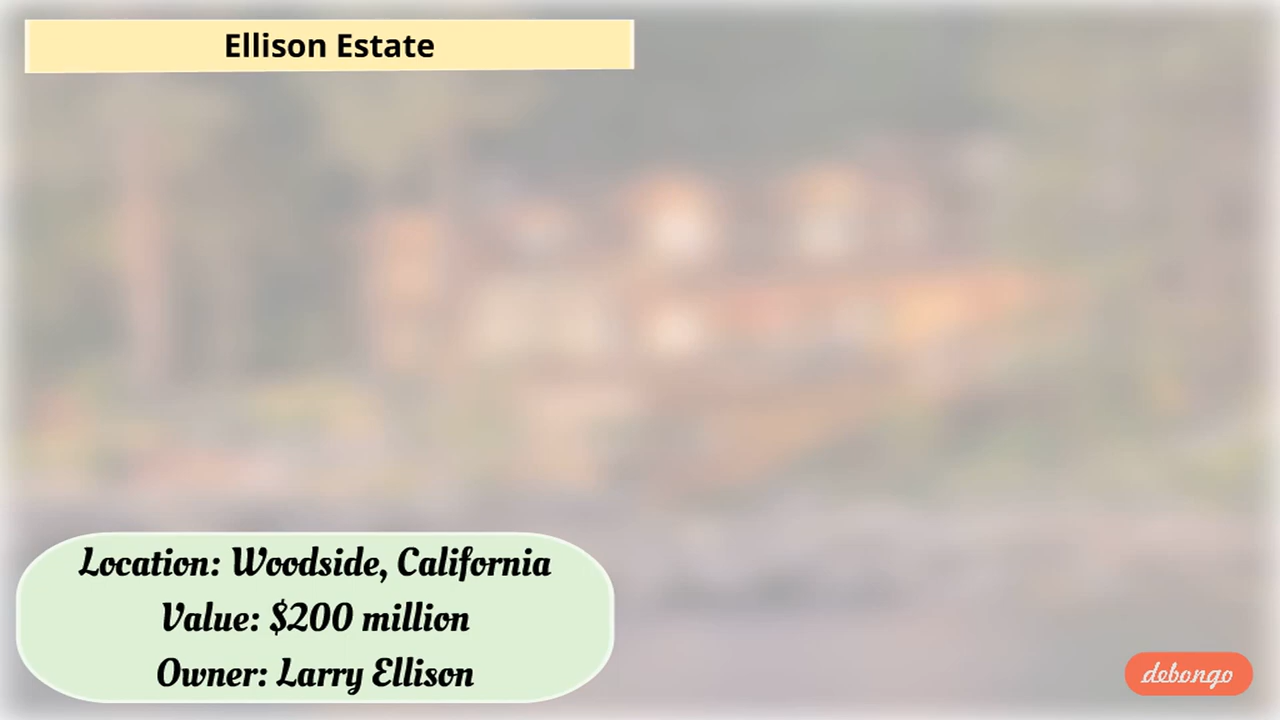 Ellison Estate
Location: Woodside, California
Value: $200 million
Owner: Larry Ellison
debongo